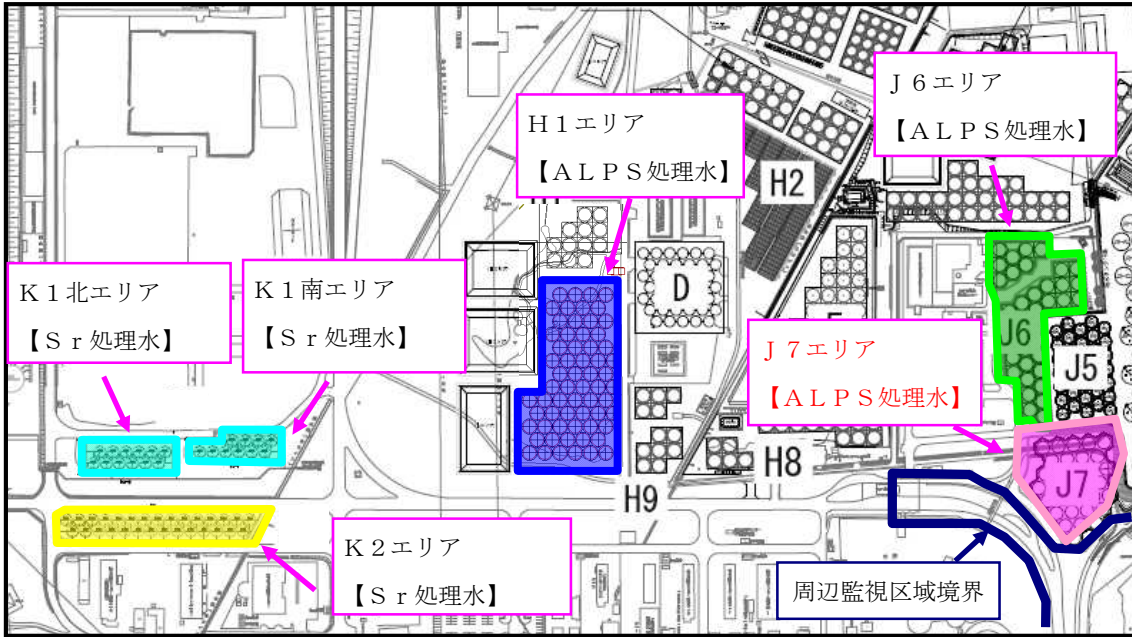 J６エリア
【ＡＬＰＳ処理水】
H１エリア
【ＡＬＰＳ処理水】
H2
K１北エリア
【Ｓｒ処理水】
K１南エリア
【Ｓｒ処理水】
D
J6
J5
J７エリア
【ＡＬＰＳ処理水】
H8
J7
H9
K２エリア
【Ｓｒ処理水】
周辺監視区域境界